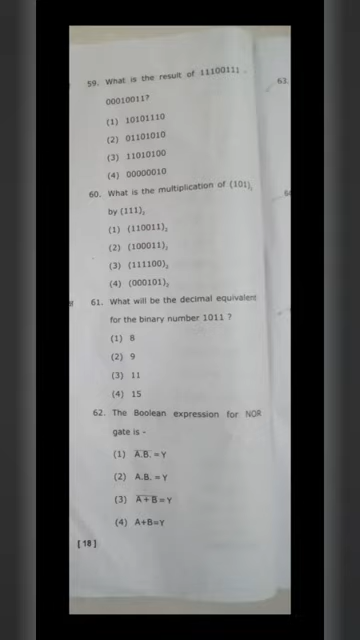 59. What is the result of 11100111 -
00010011?
(1) 10101110
(2) 01101010
(3) 11010100
(4) 00000010
60. What is the multiplication of (101)₂
by (111)₂
(1) (110011)₂
(2) (100011)₂
(3) (111100)₂
(4) (000101)₂
61. What will be the decimal equivalent
for the binary number 1011 ?
(1) 8
(2) 9
(3) 11
(4) 15
62. The Boolean expression for NOR
gate is -
(1) A̅.̅B̅.̅ = Y
(2) A.B. = Y
(3) A̅+̅B̅ = Y
(4) A+B=Y
[ 18 ]
63.